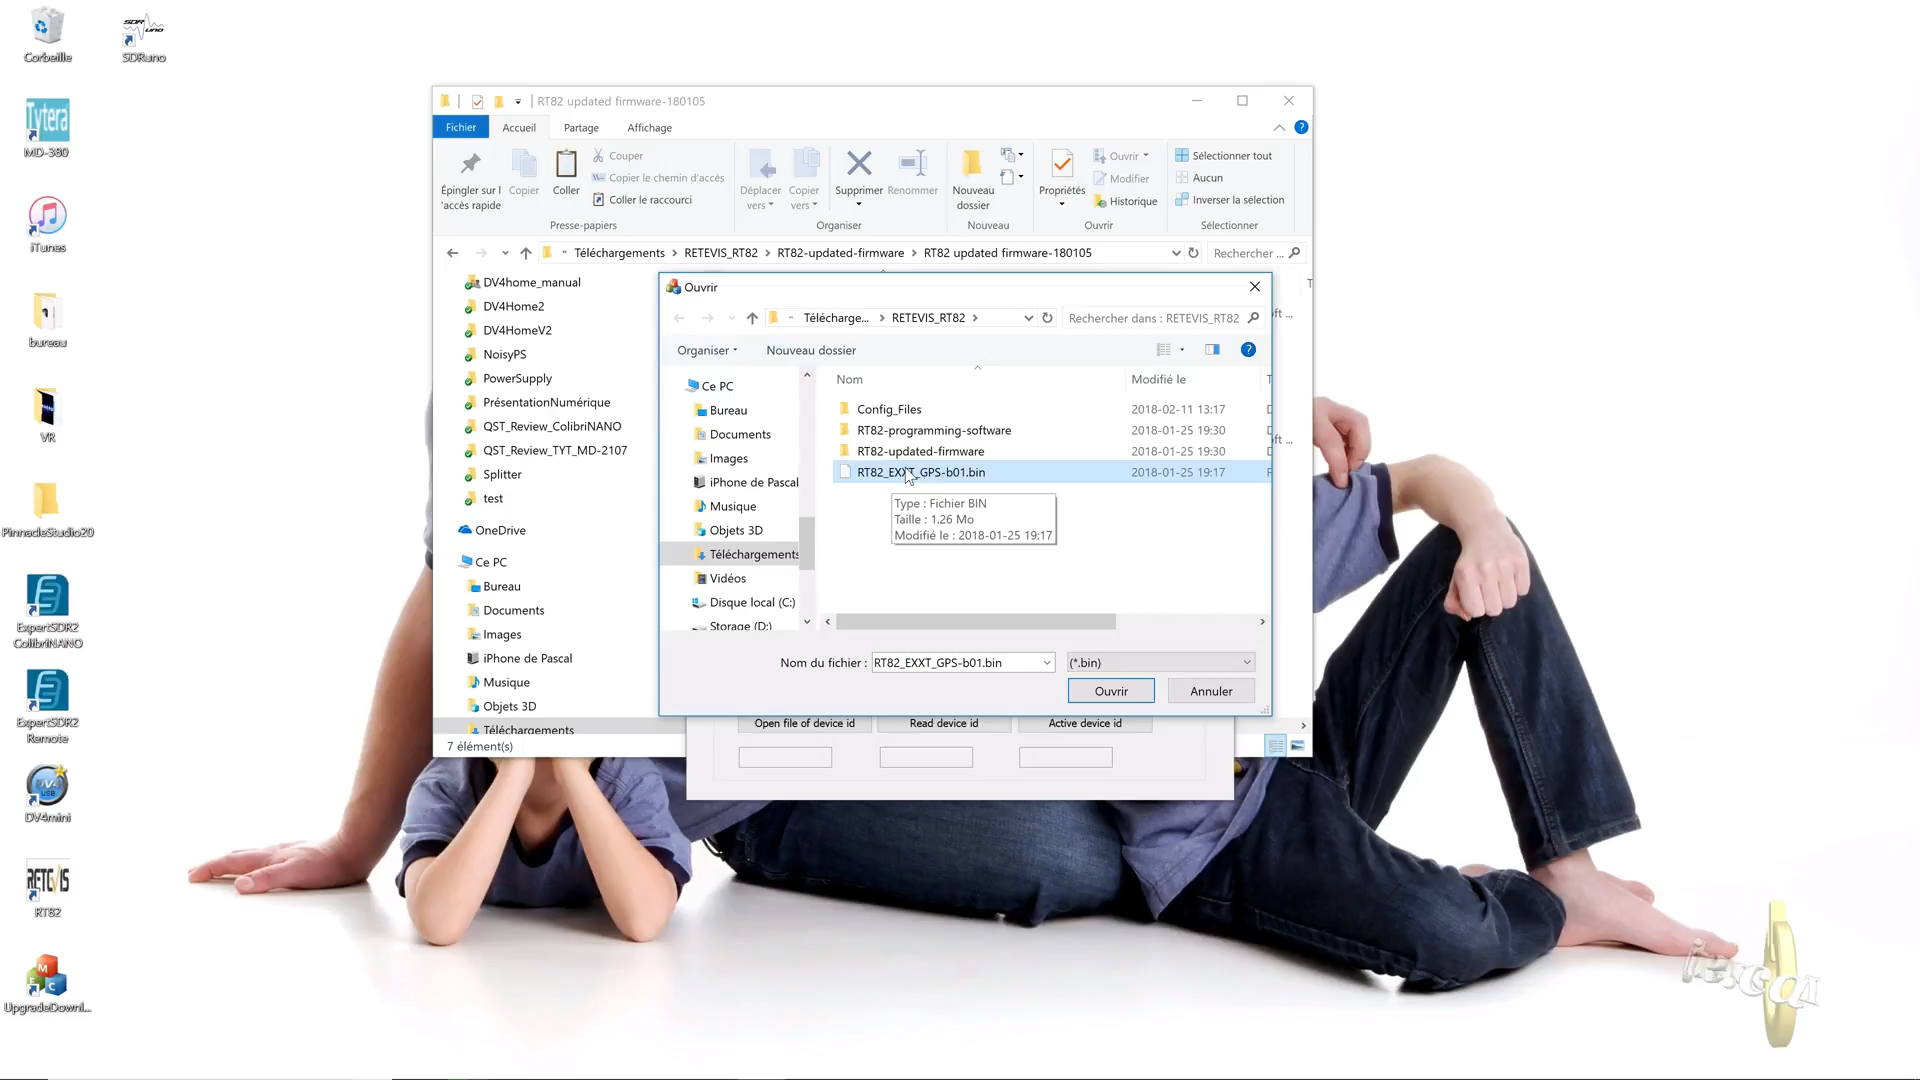 Corbeille
SDRuno
Tytera
MD-380
iTunes
bureau
VR
PinnacleStudio20
ExpertSDR2
ColibriNANO
ExpertSDR2
Remote
DV4mini
RETEVIS
RT82
UpgradeDownl...
RT82 updated firmware-180105
Fichier
Accueil
Partage
Affichage
Épingler sur l
'accès rapide
Copier
Coller
Couper
Copier le chemin d'accès
Coller le raccourci
Presse-papiers
Déplacer
vers
Copier
vers
Supprimer
Renommer
Organiser
Nouveau
dossier
Nouveau
Propriétés
Ouvrir
Modifier
Historique
Ouvrir
Sélectionner tout
Aucun
Inverser la sélection
Sélectionner
Téléchargements > RETEVIS_RT82 > RT82-updated-firmware > RT82 updated firmware-180105
Rechercher ...
DV4home_manual
DV4Home2
DV4HomeV2
NoisyPS
PowerSupply
PrésentationNumérique
QST_Review_ColibriNANO
QST_Review_TYT_MD-2107
Splitter
test
OneDrive
Ce PC
Bureau
Documents
Images
iPhone de Pascal
Musique
Objets 3D
Téléchargements
7 élément(s)
Ouvrir
Télécharge... > RETEVIS_RT82 >
Rechercher dans : RETEVIS_RT82
Organiser
Nouveau dossier
Ce PC
Bureau
Documents
Images
iPhone de Pascal
Musique
Objets 3D
Téléchargements
Vidéos
Disque local (C:)
Storage (D:)
Nom
Modifié le
Config_Files 2018-02-11 13:17
RT82-programming-software 2018-01-25 19:30
RT82-updated-firmware 2018-01-25 19:30
RT82_EXXT_GPS-b01.bin 2018-01-25 19:17
Type : Fichier BIN
Taille : 1.26 Mo
Modifié le : 2018-01-25 19:17
Nom du fichier : RT82_EXXT_GPS-b01.bin
(*.bin)
Ouvrir
Annuler
Open file of device id
Read device id
Active device id